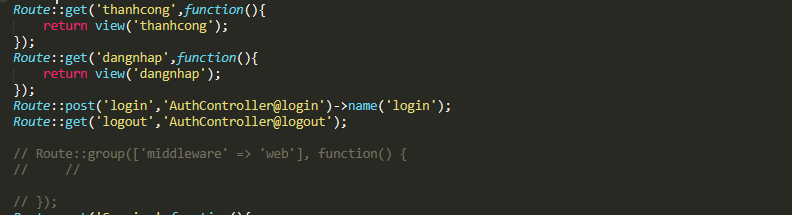 Route::get('thanhcong',function(){
    return view('thanhcong');
});
Route::get('dangnhap',function(){
    return view('dangnhap');
});
Route::post('login','AuthController@login')->name('login');
Route::get('logout','AuthController@logout');
// Route::group(['middleware' => 'web'], function() {
//     //
// });